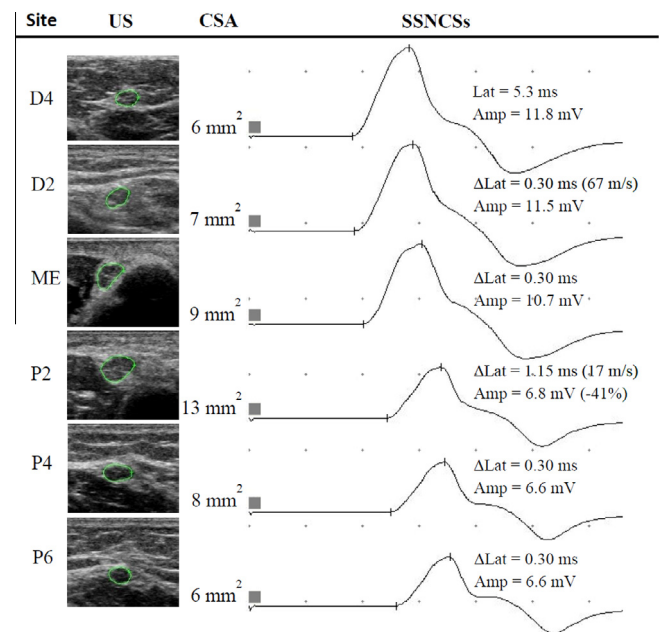 Site US CSA SSNCSs
D4 6 mm² Lat = 5.3 ms
Amp = 11.8 mV
D2 7 mm² ΔLat = 0.30 ms (67 m/s)
Amp = 11.5 mV
ME 9 mm² ΔLat = 0.30 ms
Amp = 10.7 mV
P2 13 mm² ΔLat = 1.15 ms (17 m/s)
Amp = 6.8 mV (-41%)
P4 8 mm² ΔLat = 0.30 ms
Amp = 6.6 mV
P6 6 mm² ΔLat = 0.30 ms
Amp = 6.6 mV